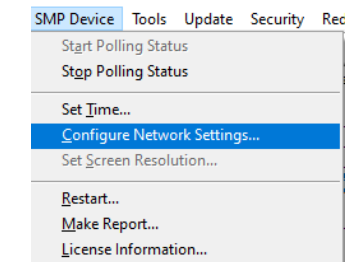 SMP Device Tools Update Security Rec
Start Polling Status
Stop Polling Status
Set Time...
Configure Network Settings...
Set Screen Resolution...
Restart...
Make Report...
License Information...